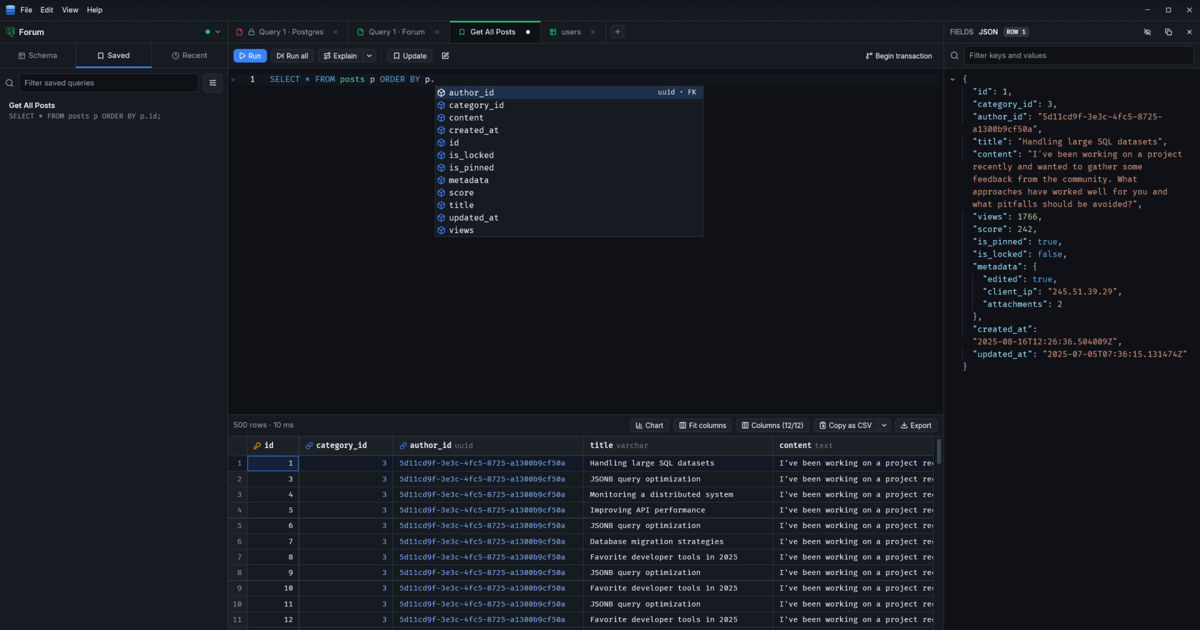 File Edit View Help
Forum
Query 1 · Postgres
Query 1 · Forum
Get All Posts
users
FIELDS JSON ROW 1
Schema Saved Recent
Run Run all Explain Update
Begin transaction
Filter keys and values
Filter saved queries
Get All Posts
SELECT * FROM posts p ORDER BY p.id;
1 SELECT * FROM posts p ORDER BY p.
author_id uuid · FK
category_id
content
created_at
id
is_locked
is_pinned
metadata
score
title
updated_at
views
500 rows · 10 ms
Chart Fit columns Columns (12/12) Copy as CSV Export
id category_id author_id uuid title varchar content text
1 1 3 5d11cd9f-3e3c-4fc5-8725-a1300b9cf50a Handling large SQL datasets I've been working on a project re
2 3 3 5d11cd9f-3e3c-4fc5-8725-a1300b9cf50a JSONB query optimization I've been working on a project re
3 4 3 5d11cd9f-3e3c-4fc5-8725-a1300b9cf50a Monitoring a distributed system I've been working on a project re
4 5 3 5d11cd9f-3e3c-4fc5-8725-a1300b9cf50a Improving API performance I've been working on a project re
5 6 3 5d11cd9f-3e3c-4fc5-8725-a1300b9cf50a JSONB query optimization I've been working on a project re
6 7 3 5d11cd9f-3e3c-4fc5-8725-a1300b9cf50a Database migration strategies I've been working on a project re
7 8 3 5d11cd9f-3e3c-4fc5-8725-a1300b9cf50a Favorite developer tools in 2025 I've been working on a project re
8 9 3 5d11cd9f-3e3c-4fc5-8725-a1300b9cf50a JSONB query optimization I've been working on a project re
9 10 3 5d11cd9f-3e3c-4fc5-8725-a1300b9cf50a Favorite developer tools in 2025 I've been working on a project re
10 11 3 5d11cd9f-3e3c-4fc5-8725-a1300b9cf50a JSONB query optimization I've been working on a project re
11 12 3 5d11cd9f-3e3c-4fc5-8725-a1300b9cf50a Favorite developer tools in 2025 I've been working on a project re
{
"id": 1,
"category_id": 3,
"author_id": "5d11cd9f-3e3c-4fc5-8725-
a1300b9cf50a",
"title": "Handling large SQL datasets",
"content": "I've been working on a project
recently and wanted to gather some
feedback from the community. What
approaches have worked well for you and
what pitfalls should be avoided?",
"views": 1766,
"score": 242,
"is_pinned": true,
"is_locked": false,
"metadata": {
"edited": true,
"client_ip": "245.51.39.29",
"attachments": 2
},
"created_at":
"2025-08-16T12:26:36.504009Z",
"updated_at": "2025-07-05T07:36:15.131474Z"
}